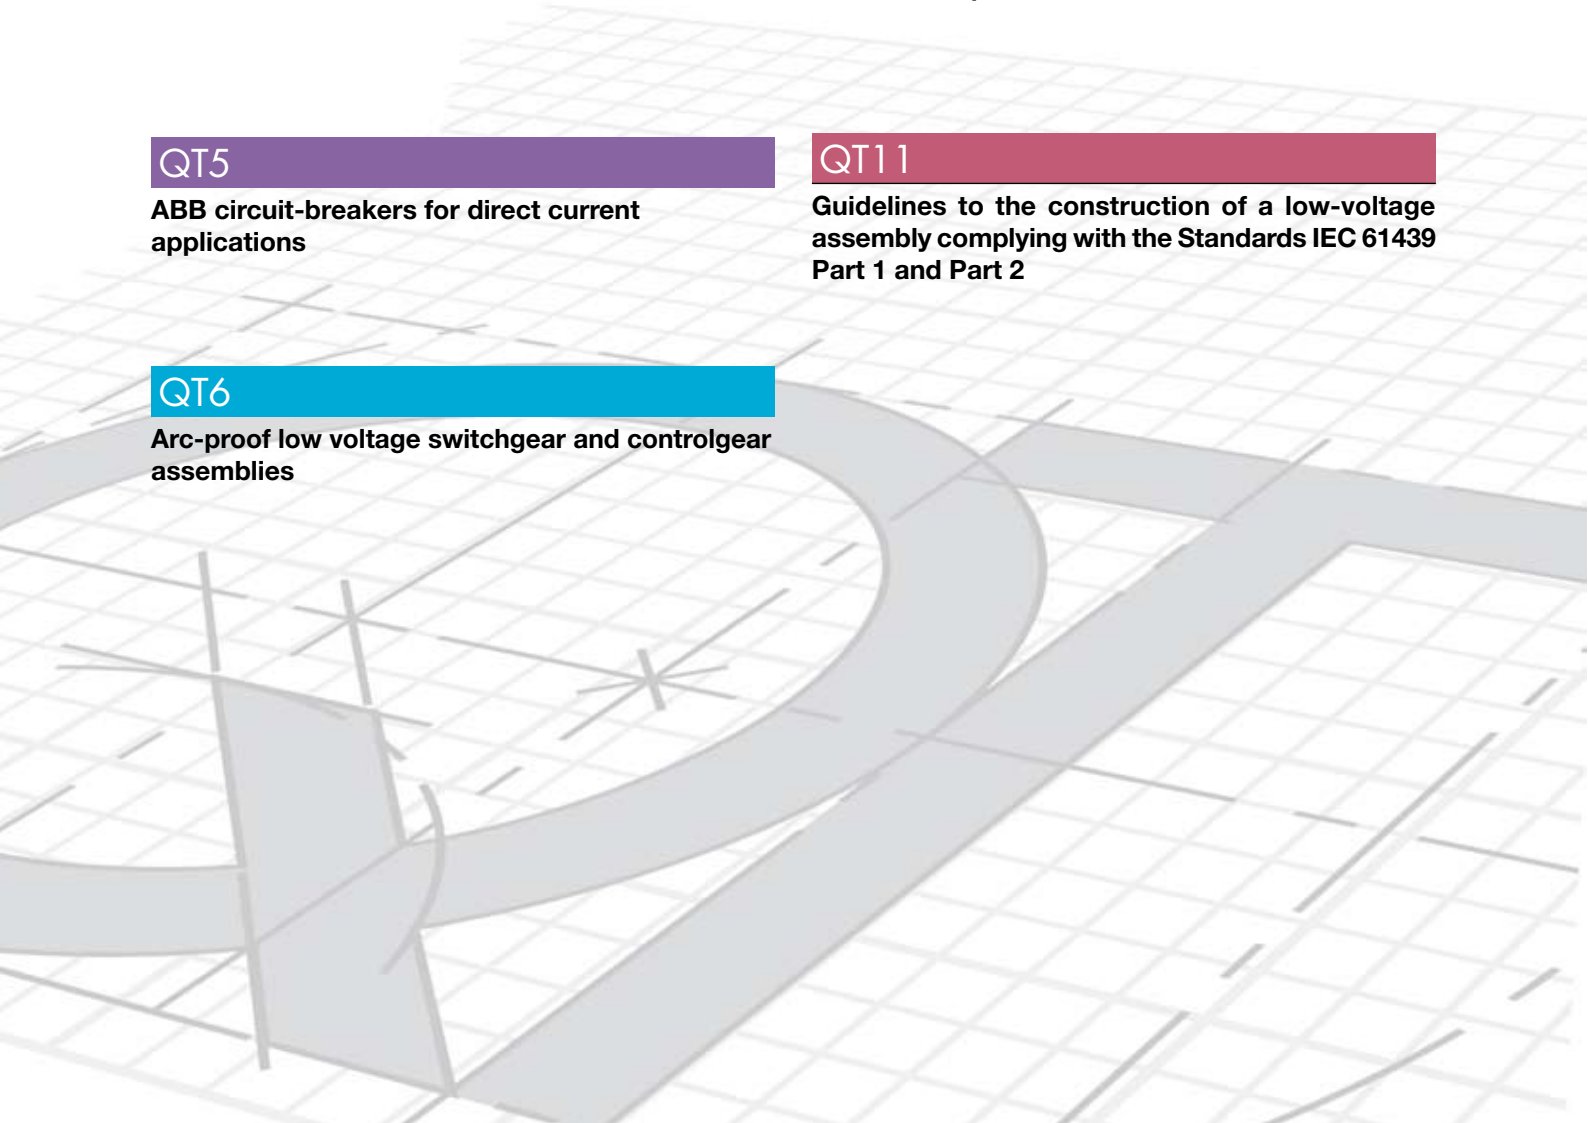 QT5
ABB circuit-breakers for direct current
applications
QT6
Arc-proof low voltage switchgear and controlgear
assemblies
QT11
Guidelines to the construction of a low-voltage
assembly complying with the Standards IEC 61439
Part 1 and Part 2